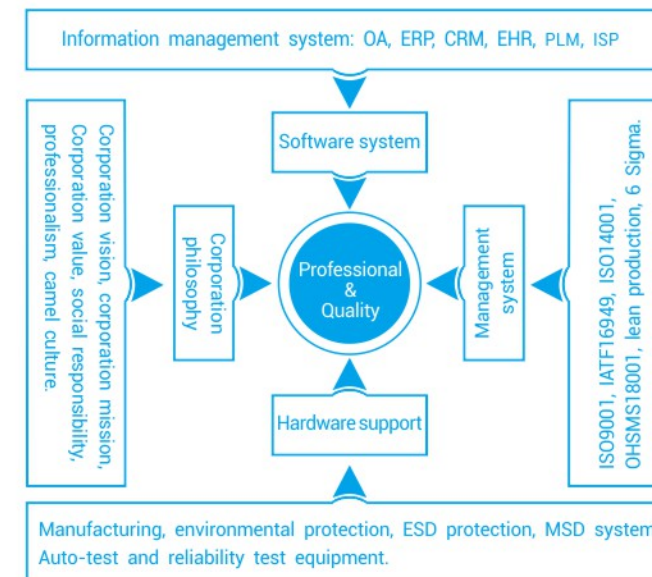 Information management system: OA, ERP, CRM, EHR, PLM, ISP
Software system
Corporation vision, corporation mission,
Corporation value, social responsibility,
professionalism, camel culture.
Corporation
philosophy
Professional
&
Quality
Management
system
ISO9001, IATF16949, ISO14001,
OHSMS18001, lean production, 6 Sigma.
Hardware support
Manufacturing, environmental protection, ESD protection, MSD system
Auto-test and reliability test equipment.